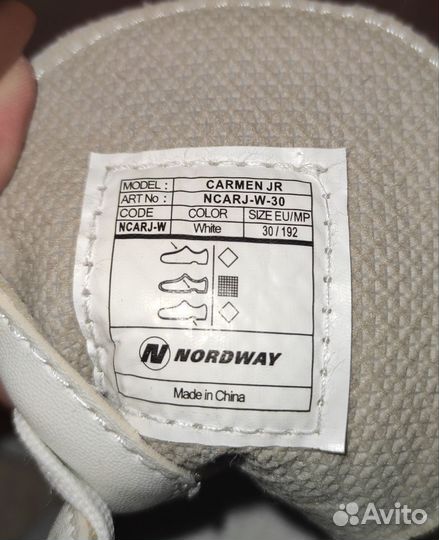 MODEL : CARMEN JR
ART No : NCARJ-W-30
CODE COLOR SIZE EU/MP
NCARJ-W White 30 / 192
NORDWAY
Made in China
Avito